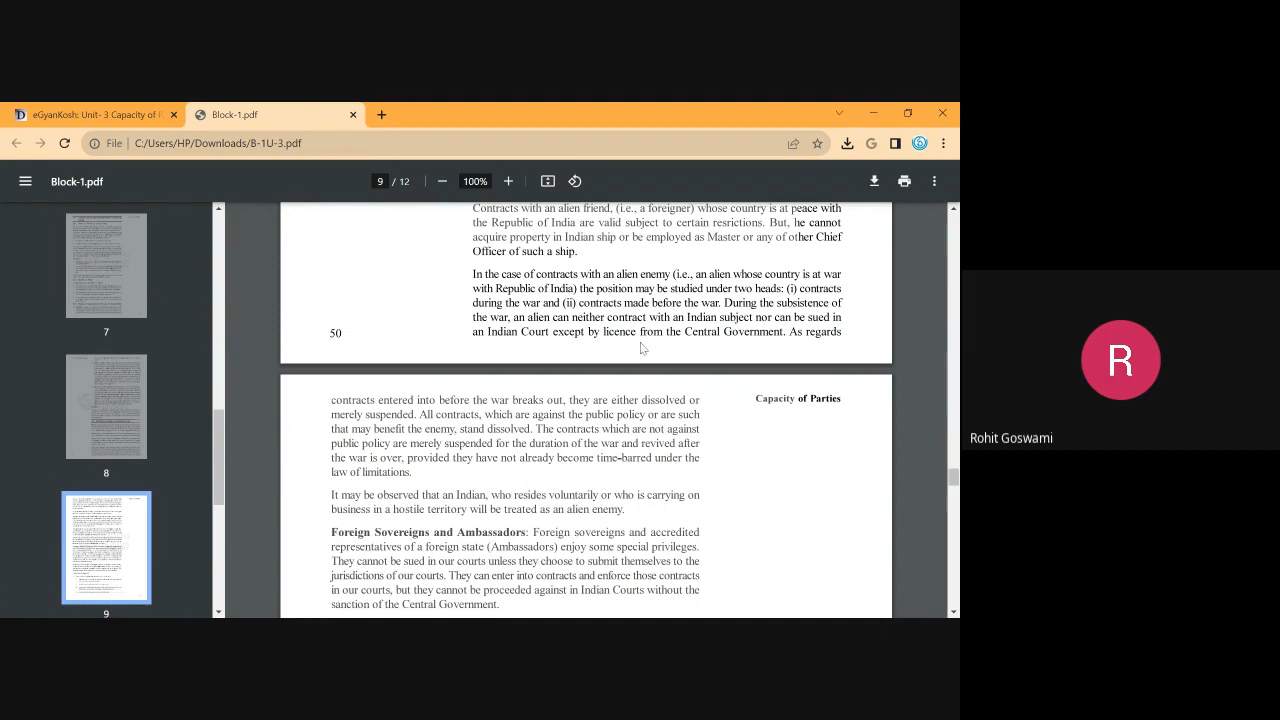 eGyanKosh: Unit- 3 Capacity of P
Block-1.pdf
File
C:/Users/HP/Downloads/B-1U-3.pdf
Block-1.pdf
9 / 12
100%
7
8
9
Contracts with an alien friend, (i.e., a foreigner) whose country is at peace with
the Republic of India are valid subject to certain resrictions. But, he cannot
acquire property in Indian ship or be employed as Master or any of other Chief
Officer of such a ship.
In the case of contracts with an alien enemy (i.e., an alien whose country is at war
with Republic of India) the position may be studied under two heads: (i) contracts
during the war and (ii) contracts made before the war. During the subsistence of
the war, an alien can neither contract with an Indian subject nor can be sued in
an Indian Court except by licence from the Central Government. As regards
50
Capacity of Parties
contracts entered into before the war breaks out, they are either dissolved or
merely suspended. All contracts, which are against the public policy or are such
that may benefit the enemy, stand dissolved. The contracts which are not against
public policy are merely suspended for the duration of the war and revived after
the war is over, provided they have not already become time-barred under the
law of limitations.
It may be observed that an Indian, who resides voluntarily or who is carrying on
business in a hostile territory will be treated as an alien enemy.
Foreign Sovereigns and Ambassadors: Foreign sovereigns and accredited
representatives of a foreign state (Ambassadors) enjoy some special privileges.
They cannot be sued in our courts unless they choose to submit themselves to the
jurisdictions of our courts. They can enter into contracts and enforce those contracts
in our courts, but they cannot be proceeded against in Indian Courts without the
sanction of the Central Government.
R
Rohit Goswami